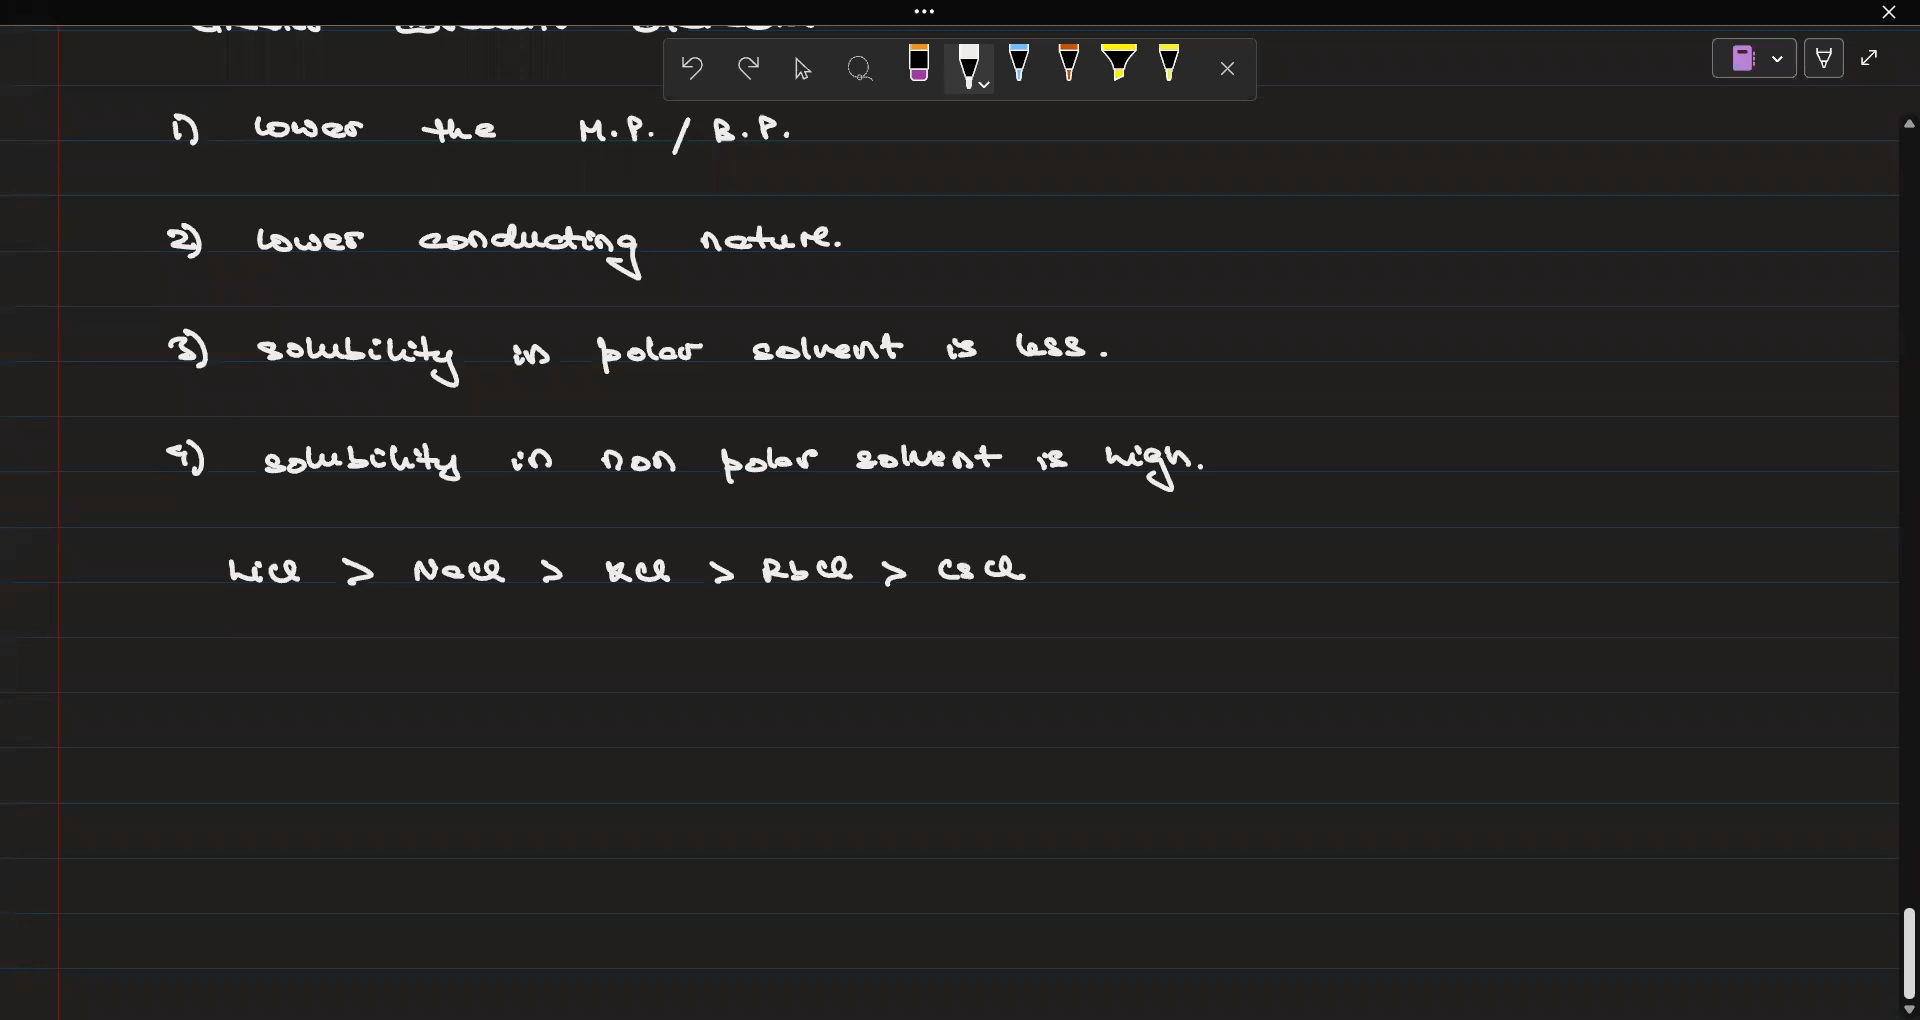 1) lower the M.P. / B.P.
2) lower conducting nature.
3) solubility in polar solvent is less.
4) solubility in non polar solvent is high.
LiCl > NaCl > KCl > RbCl > CsCl